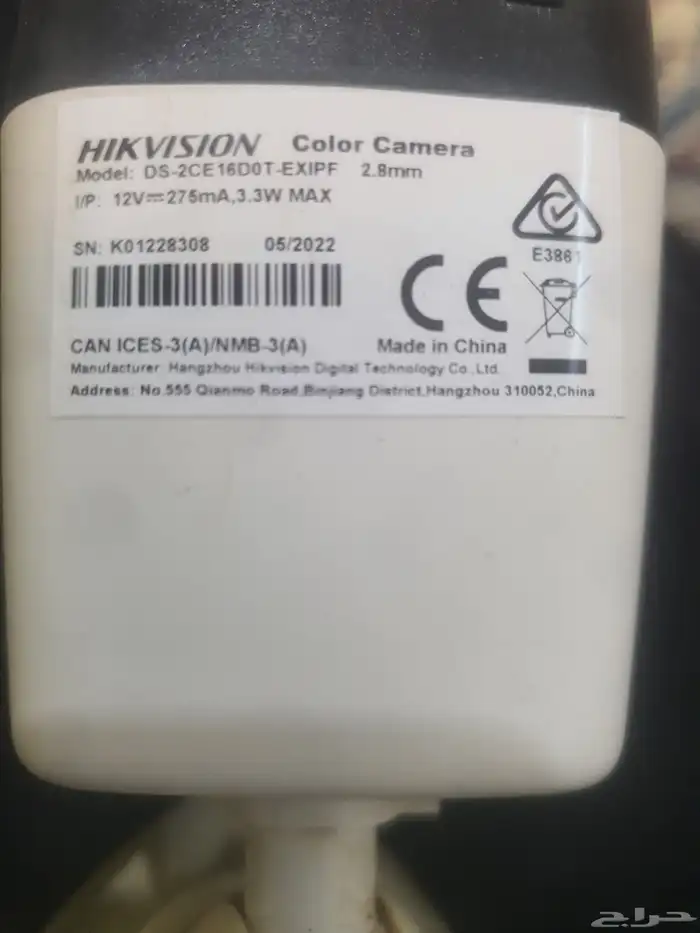 HIKVISION Color Camera
Model: DS-2CE16D0T-EXIPF 2.8mm
I/P: 12V⎓275mA,3.3W MAX
SN: K01228308 05/2022
E3861
CE
CAN ICES-3(A)/NMB-3(A) Made in China
Manufacturer: Hangzhou Hikvision Digital Technology Co.,Ltd.
Address: No.555 Qianmo Road,Binjiang District,Hangzhou 310052,China
حراج